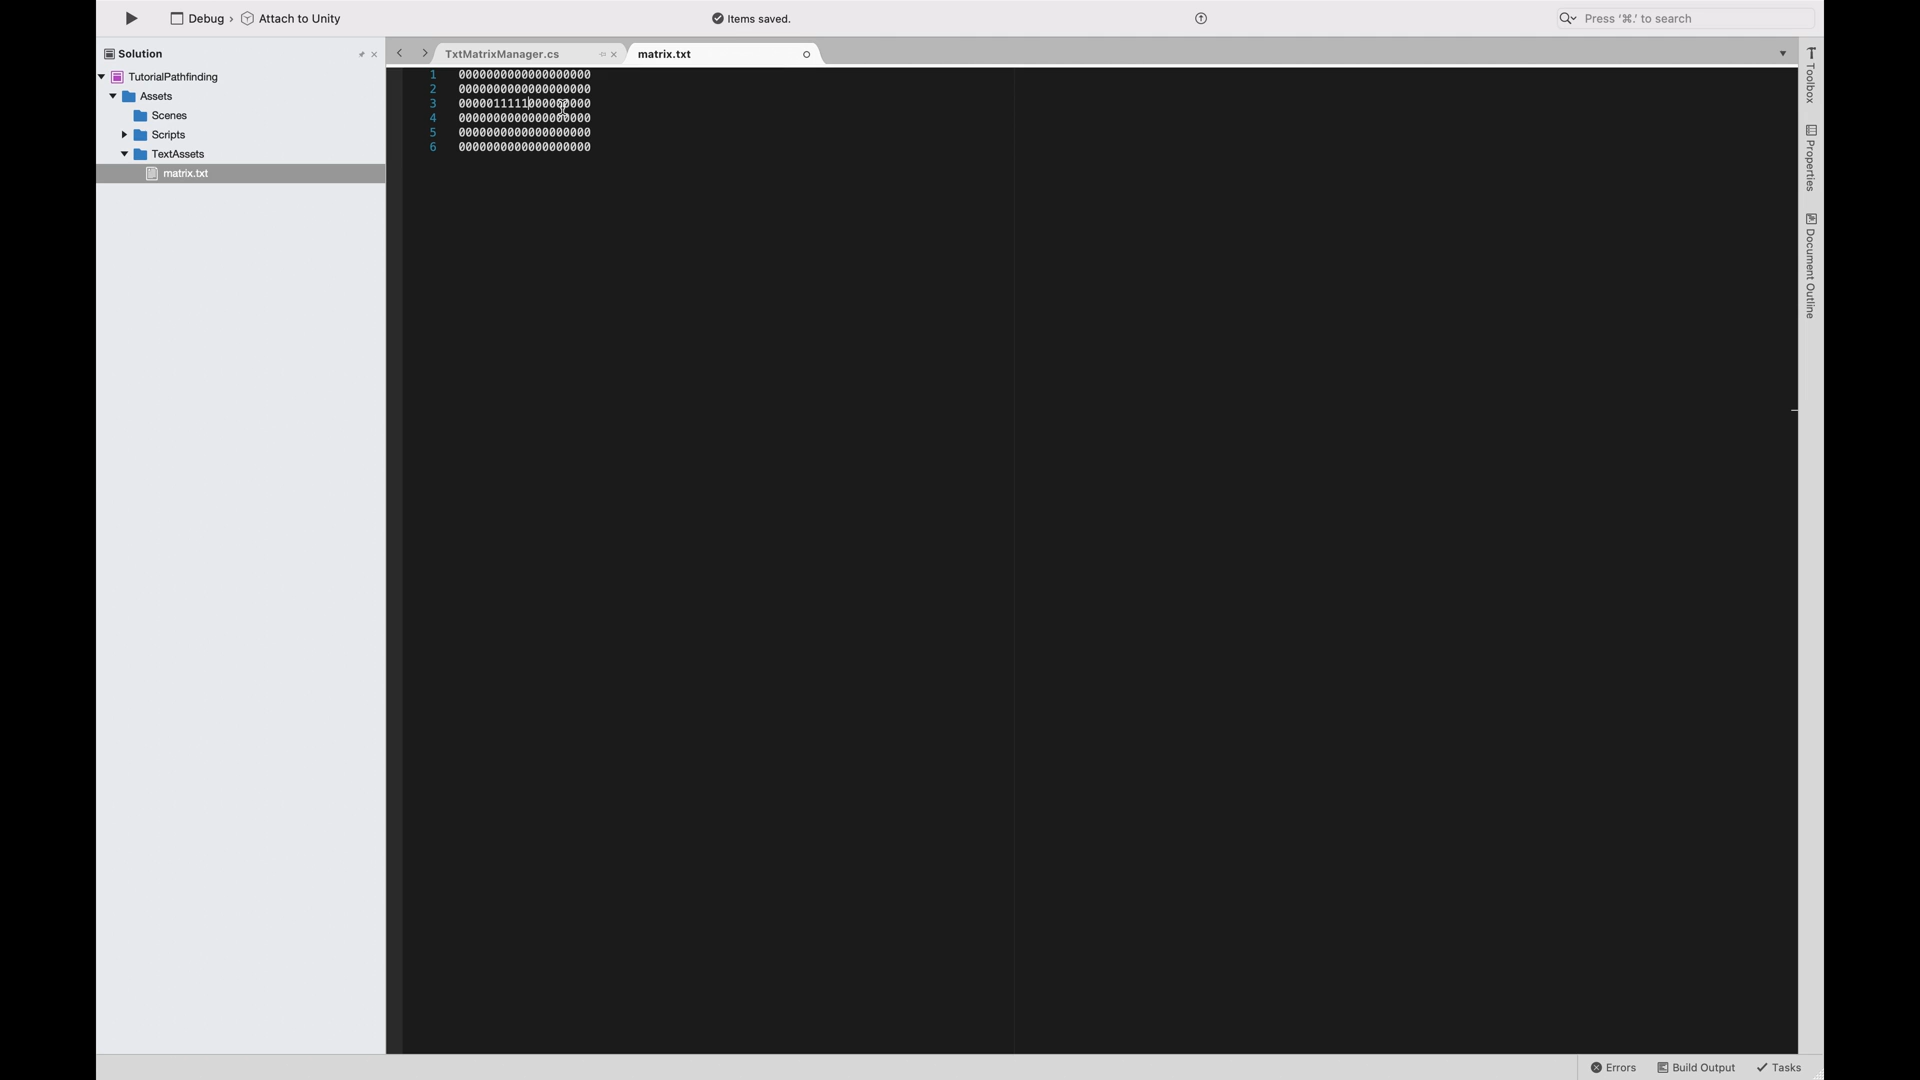 Debug › Attach to Unity
Items saved.
Press '⌘.' to search
Solution
TutorialPathfinding
Assets
Scenes
Scripts
TextAssets
matrix.txt
TxtMatrixManager.cs
matrix.txt
1 0000000000000000000
2 0000000000000000000
3 0000011111000000000
4 0000000000000000000
5 0000000000000000000
6 0000000000000000000
Toolbox
Properties
Document Outline
Errors
Build Output
Tasks